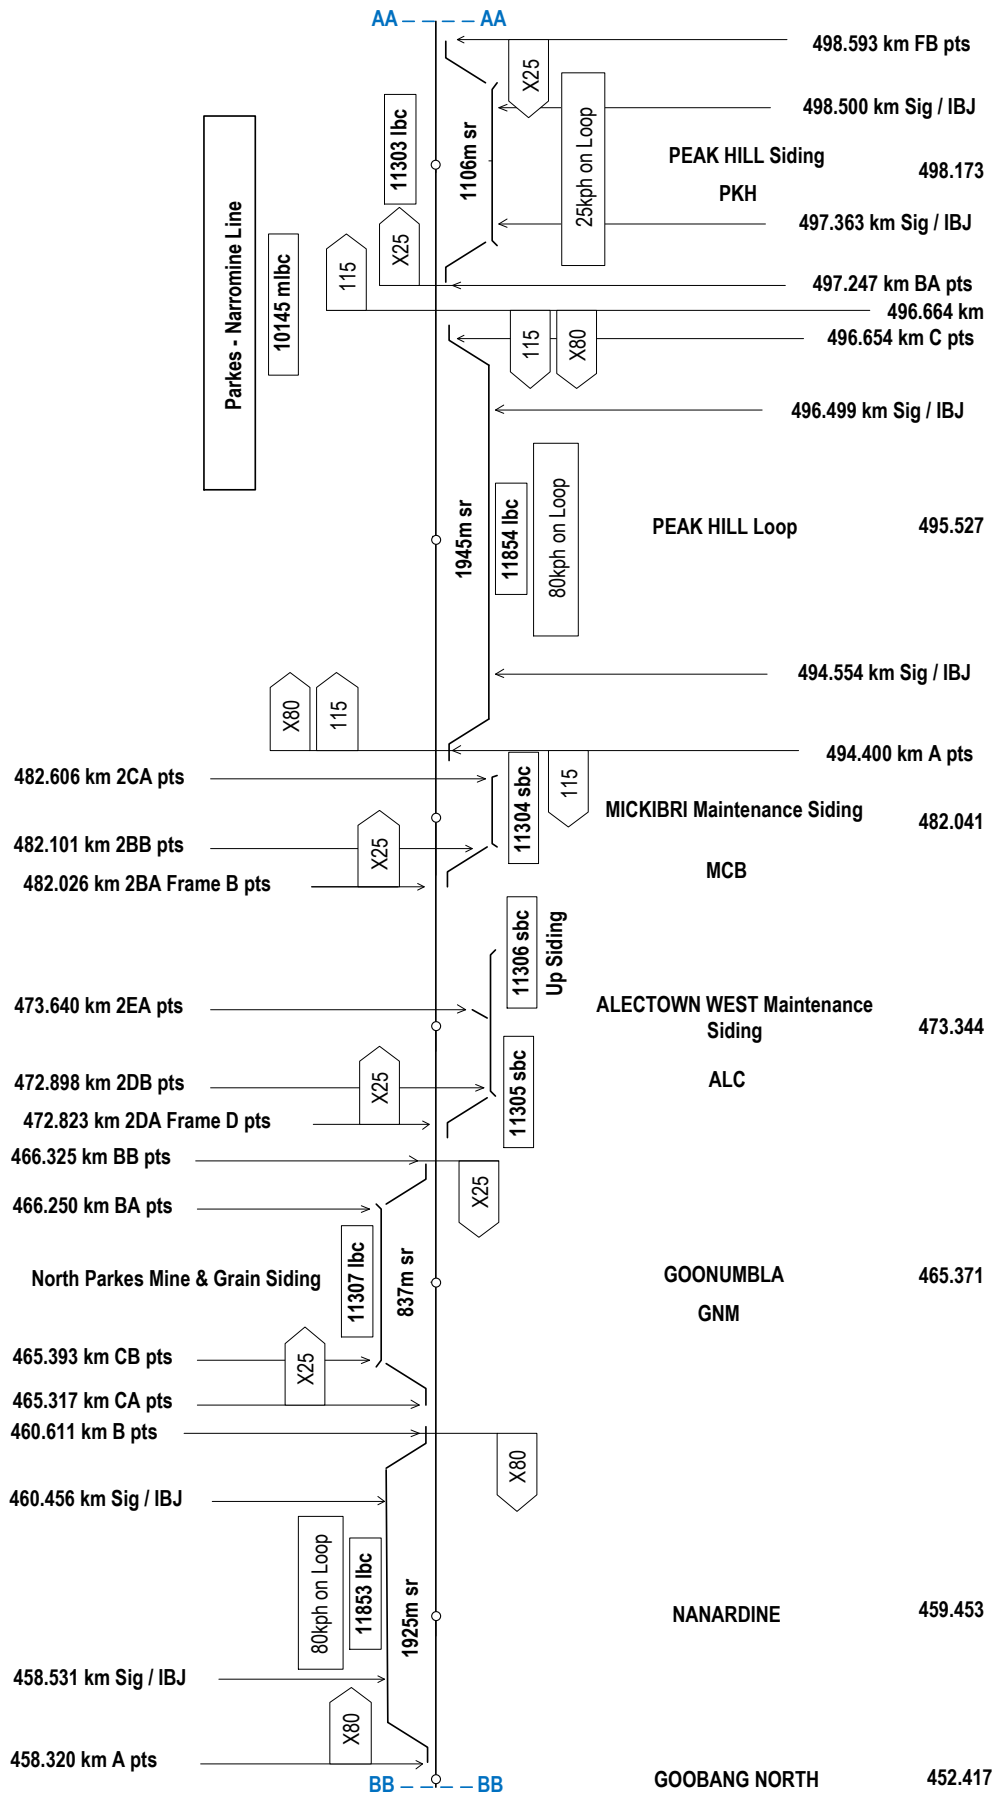 AA AA
498.593 km FB pts
X25
498.500 km Sig / IBJ
11303 lbc
1106m sr
25kph on Loop
PEAK HILL Siding
498.173
PKH
497.363 km Sig / IBJ
Parkes - Narromine Line
10145 mlbc
115
X25
497.247 km BA pts
496.664 km
115
X80
496.654 km C pts
496.499 km Sig / IBJ
1945m sr
11854 lbc
80kph on Loop
PEAK HILL Loop
495.527
494.554 km Sig / IBJ
X80
115
494.400 km A pts
482.606 km 2CA pts
115
11304 sbc
MICKIBRI Maintenance Siding
482.041
482.101 km 2BB pts
X25
MCB
482.026 km 2BA Frame B pts
11306 sbc
Up Siding
473.640 km 2EA pts
ALECTOWN WEST Maintenance
Siding
473.344
472.898 km 2DB pts
X25
11305 sbc
ALC
472.823 km 2DA Frame D pts
466.325 km BB pts
X25
466.250 km BA pts
North Parkes Mine & Grain Siding
11307 lbc
837m sr
GOONUMBLA
465.371
GNM
465.393 km CB pts
X25
465.317 km CA pts
460.611 km B pts
X80
460.456 km Sig / IBJ
80kph on Loop
11853 lbc
1925m sr
NANARDINE
459.453
458.531 km Sig / IBJ
X80
458.320 km A pts
BB BB
GOOBANG NORTH
452.417